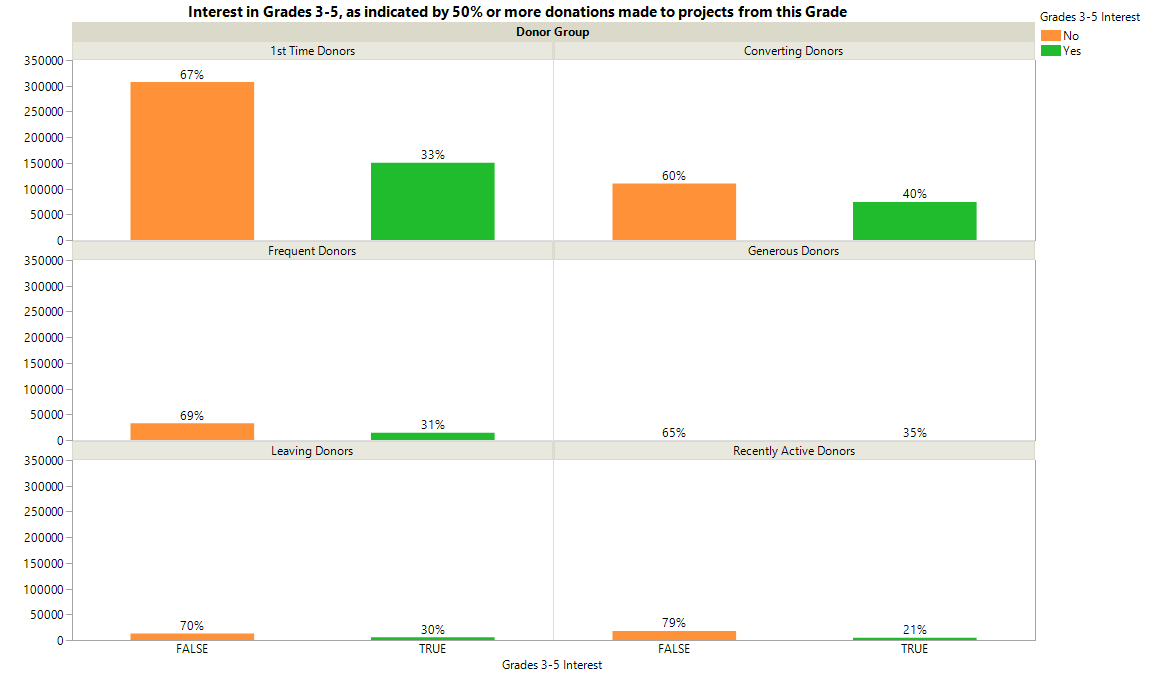 Interest in Grades 3-5, as indicated by 50% or more donations made to projects from this Grade
Donor Group
Grades 3-5 Interest
No
Yes
1st Time Donors
Converting Donors
350000
300000
250000
200000
150000
100000
50000
0
67%
33%
60%
40%
Frequent Donors
Generous Donors
350000
300000
250000
200000
150000
100000
50000
0
69%
31%
65%
35%
Leaving Donors
Recently Active Donors
350000
300000
250000
200000
150000
100000
50000
0
70%
30%
79%
21%
FALSE
TRUE
FALSE
TRUE
Grades 3-5 Interest